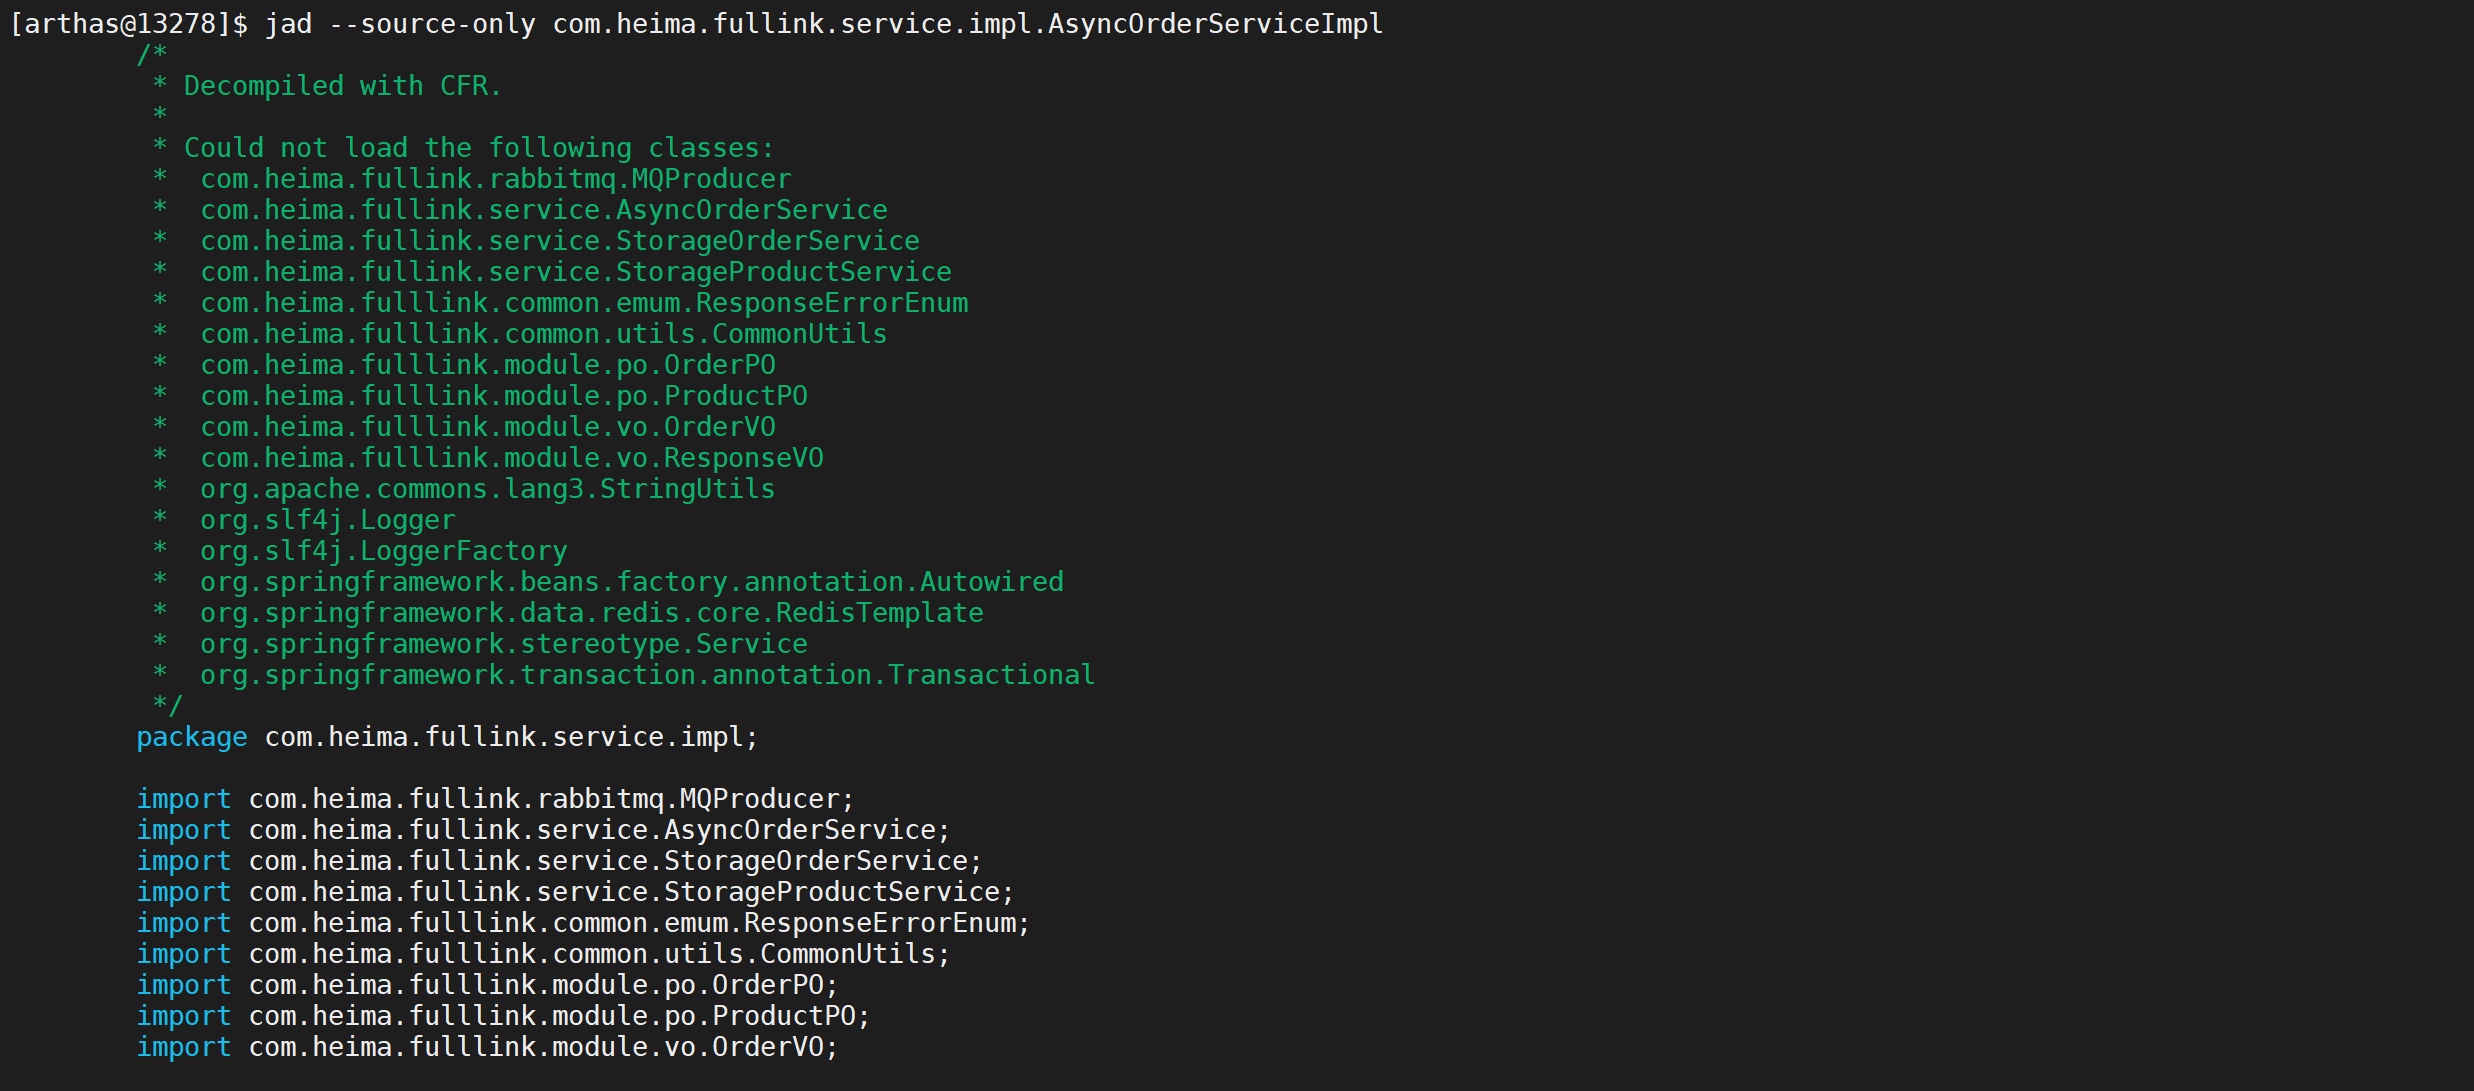 [arthas@13278]$ jad --source-only com.heima.fullink.service.impl.AsyncOrderServiceImpl
/*
 * Decompiled with CFR.
 *
 * Could not load the following classes:
 *  com.heima.fullink.rabbitmq.MQProducer
 *  com.heima.fullink.service.AsyncOrderService
 *  com.heima.fullink.service.StorageOrderService
 *  com.heima.fullink.service.StorageProductService
 *  com.heima.fulllink.common.emum.ResponseErrorEnum
 *  com.heima.fulllink.common.utils.CommonUtils
 *  com.heima.fulllink.module.po.OrderPO
 *  com.heima.fulllink.module.po.ProductPO
 *  com.heima.fulllink.module.vo.OrderVO
 *  com.heima.fulllink.module.vo.ResponseVO
 *  org.apache.commons.lang3.StringUtils
 *  org.slf4j.Logger
 *  org.slf4j.LoggerFactory
 *  org.springframework.beans.factory.annotation.Autowired
 *  org.springframework.data.redis.core.RedisTemplate
 *  org.springframework.stereotype.Service
 *  org.springframework.transaction.annotation.Transactional
 */
package com.heima.fullink.service.impl;

import com.heima.fullink.rabbitmq.MQProducer;
import com.heima.fullink.service.AsyncOrderService;
import com.heima.fullink.service.StorageOrderService;
import com.heima.fullink.service.StorageProductService;
import com.heima.fulllink.common.emum.ResponseErrorEnum;
import com.heima.fulllink.common.utils.CommonUtils;
import com.heima.fulllink.module.po.OrderPO;
import com.heima.fulllink.module.po.ProductPO;
import com.heima.fulllink.module.vo.OrderVO;